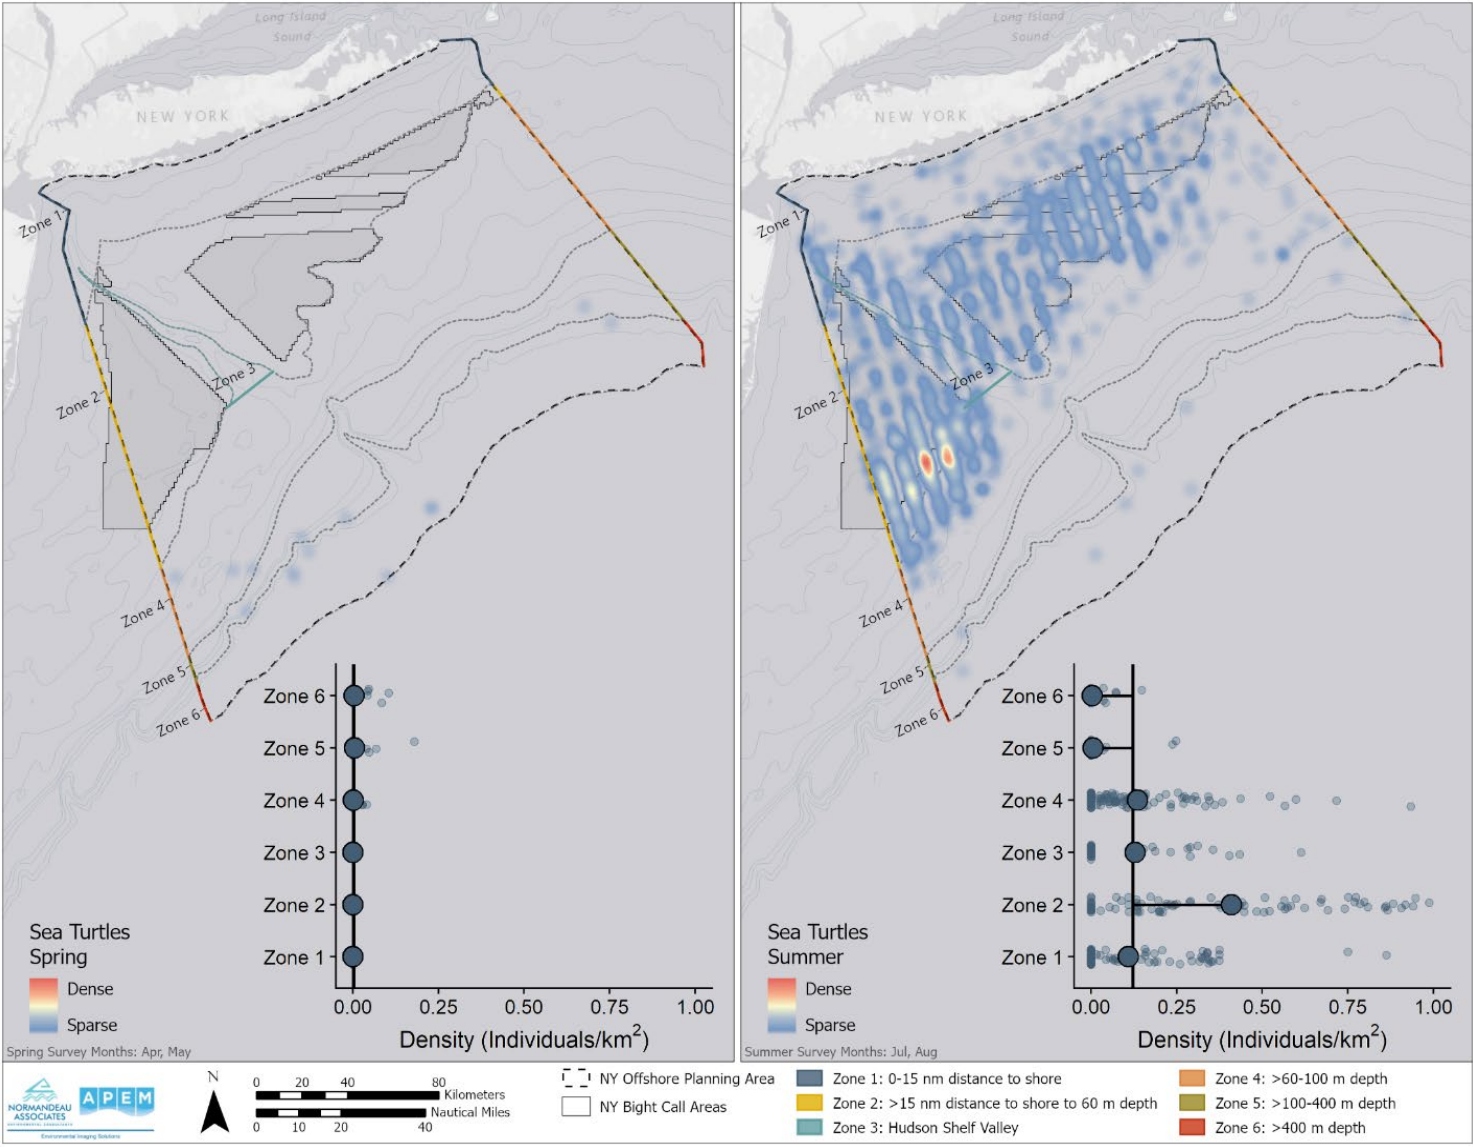 Long Island
Sound
NEW YORK
Zone 1
Zone 2
Zone 3
Zone 4
Zone 5
Zone 6
Zone 6
Zone 5
Zone 4
Zone 3
Zone 2
Zone 1
0.00
0.25
0.50
0.75
1.00
Density (Individuals/km²)
Sea Turtles
Spring
Dense
Sparse
Spring Survey Months: Apr, May
Long Island
Sound
NEW YORK
Zone 1
Zone 2
Zone 3
Zone 4
Zone 5
Zone 6
Zone 6
Zone 5
Zone 4
Zone 3
Zone 2
Zone 1
0.00
0.25
0.50
0.75
1.00
Density (Individuals/km²)
Sea Turtles
Summer
Dense
Sparse
Summer Survey Months: Jul, Aug
NORMANDEAU
ASSOCIATES
ENVIRONMENTAL CONSULTANTS
APEM
Environmental Imaging Solutions
N
0 20 40 80
Kilometers
Nautical Miles
0 10 20 40
NY Offshore Planning Area
NY Bight Call Areas
Zone 1: 0-15 nm distance to shore
Zone 2: >15 nm distance to shore to 60 m depth
Zone 3: Hudson Shelf Valley
Zone 4: >60-100 m depth
Zone 5: >100-400 m depth
Zone 6: >400 m depth